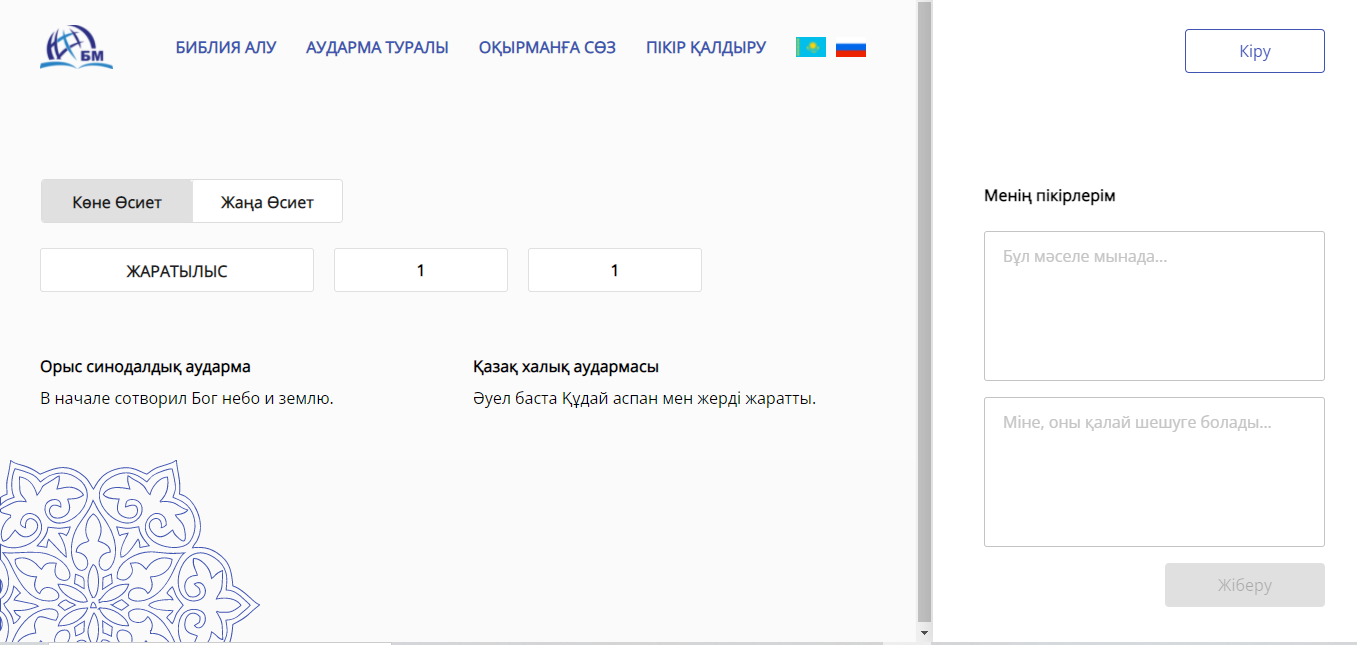 БМ
БИБЛИЯ АЛУ
АУДАРМА ТУРАЛЫ
ОҚЫРМАНҒА СӨЗ
ПІКІР ҚАЛДЫРУ
Кіру
Көне Өсиет
Жаңа Өсиет
ЖАРАТЫЛЫС
1
1
Орыс синодалдық аударма
В начале сотворил Бог небо и землю.
Қазақ халық аудармасы
Әуел баста Құдай аспан мен жерді жаратты.
Менің пікірлерім
Бұл мәселе мынада...
Міне, оны қалай шешуге болады...
Жіберу